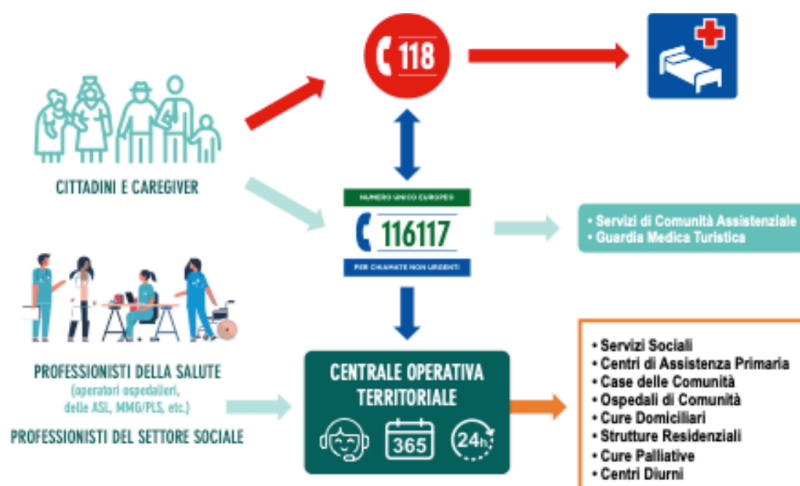 118
CITTADINI E CAREGIVER
NUMERO UNICO EUROPEO
116117
PER CHIAMATE NON URGENTI
• Servizi di Comunità Assistenziale
• Guardia Medica Turistica
PROFESSIONISTI DELLA SALUTE
(operatori ospedalieri,
delle ASL, MMG/PLS, etc.)
PROFESSIONISTI DEL SETTORE SOCIALE
CENTRALE OPERATIVA
TERRITORIALE
365
24h
• Servizi Sociali
• Centri di Assistenza Primaria
• Case delle Comunità
• Ospedali di Comunità
• Cure Domiciliari
• Strutture Residenziali
• Cure Palliative
• Centri Diurni